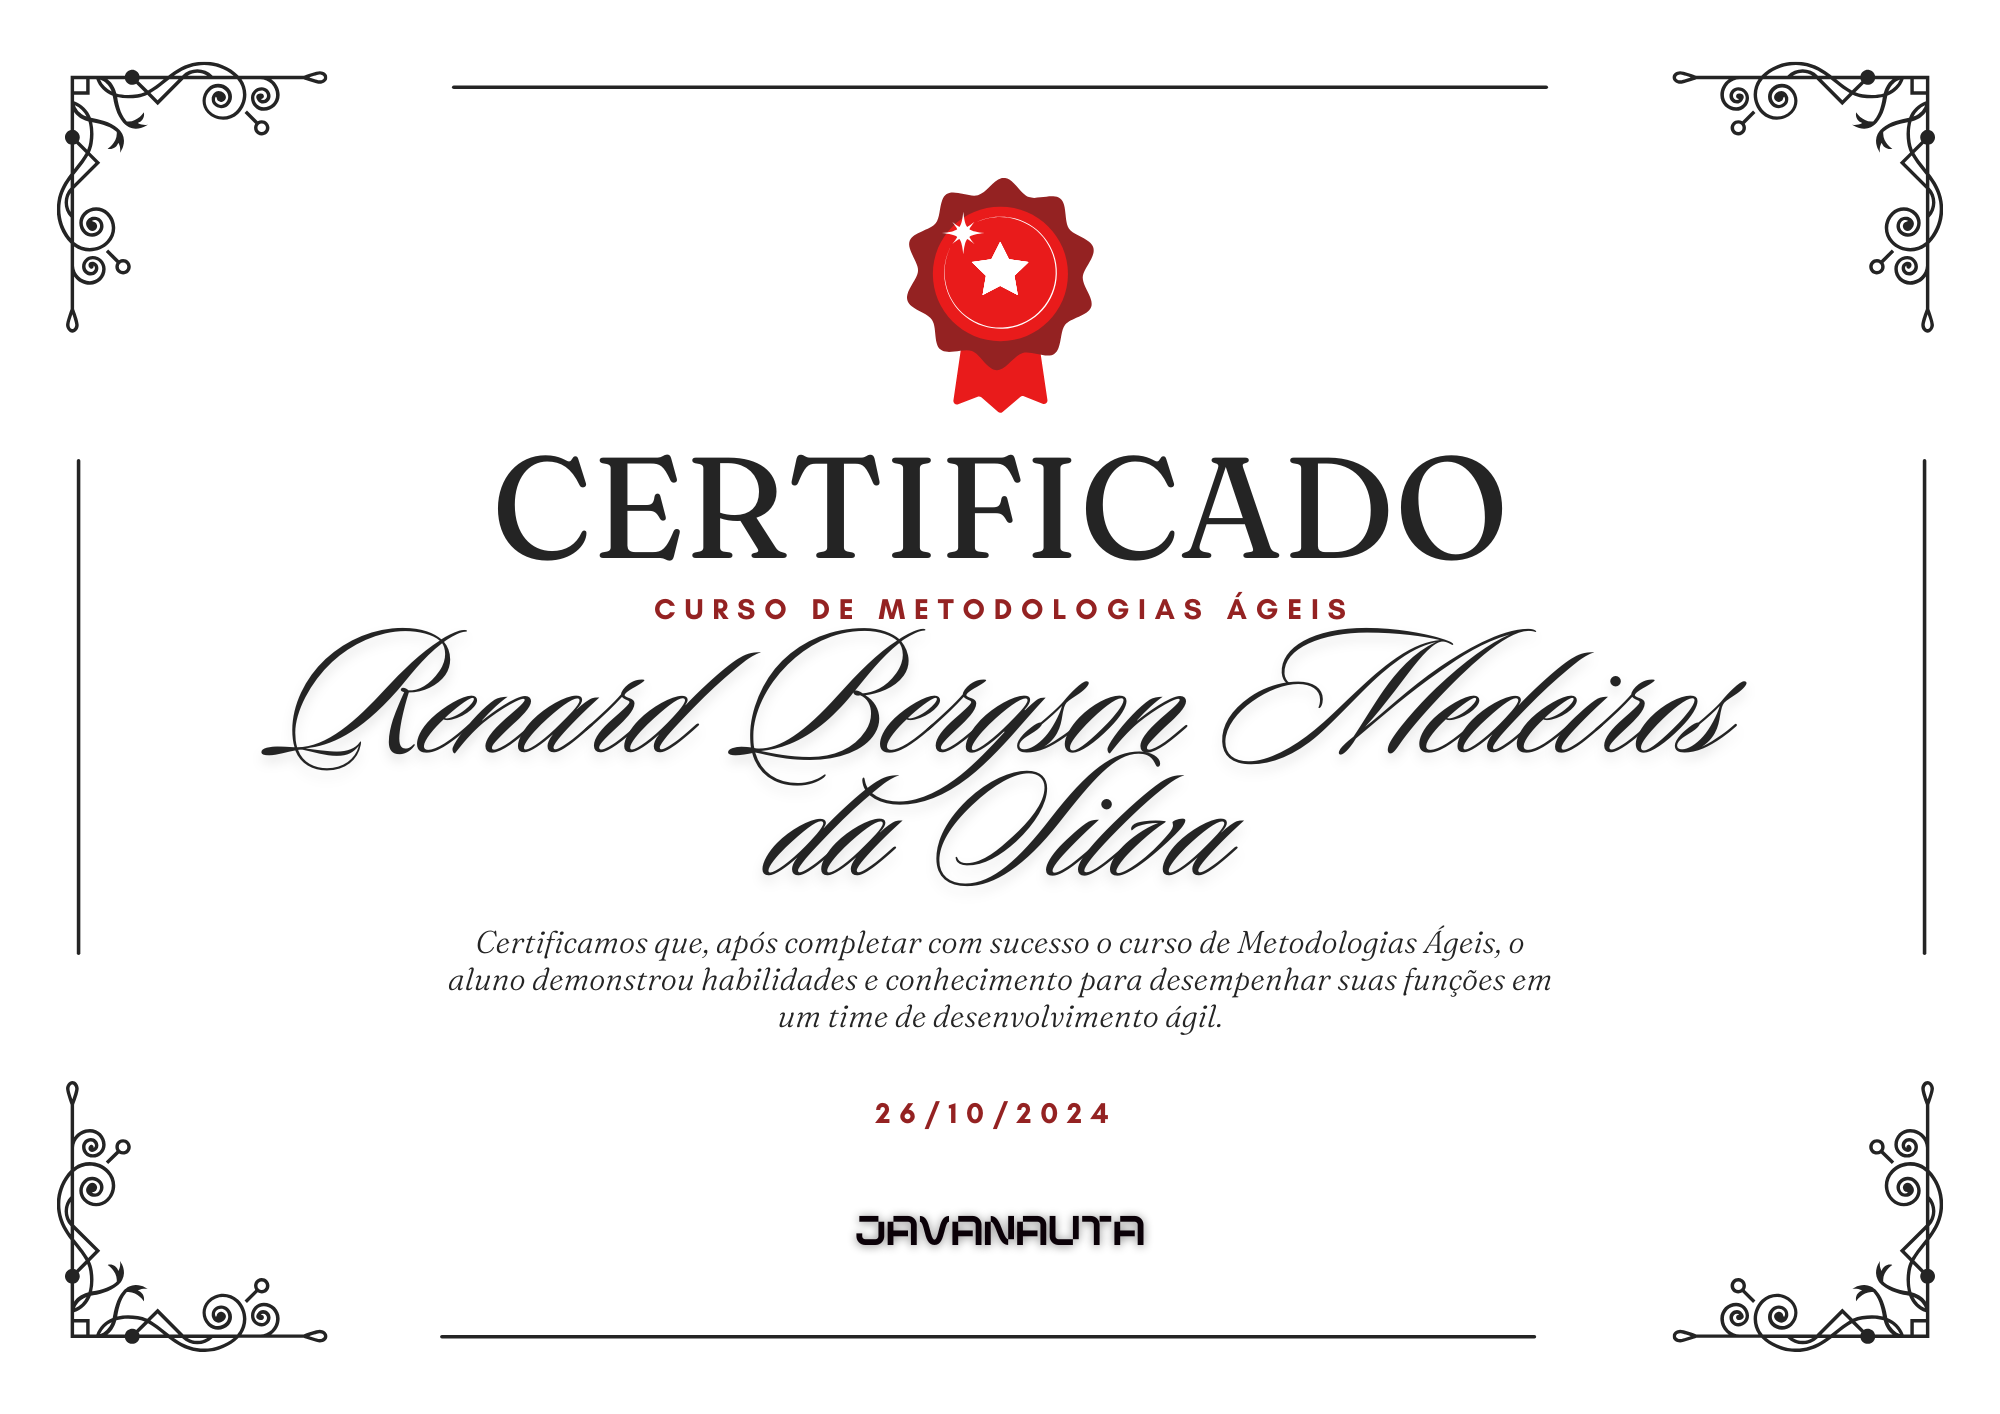 CERTIFICADO
CURSO DE METODOLOGIAS ÁGEIS
Renard Bergson Medeiros
da Silva
Certificamos que, após completar com sucesso o curso de Metodologias Ágeis, o
aluno demonstrou habilidades e conhecimento para desempenhar suas funções em
um time de desenvolvimento ágil.
26/10/2024
JAVANAUTA